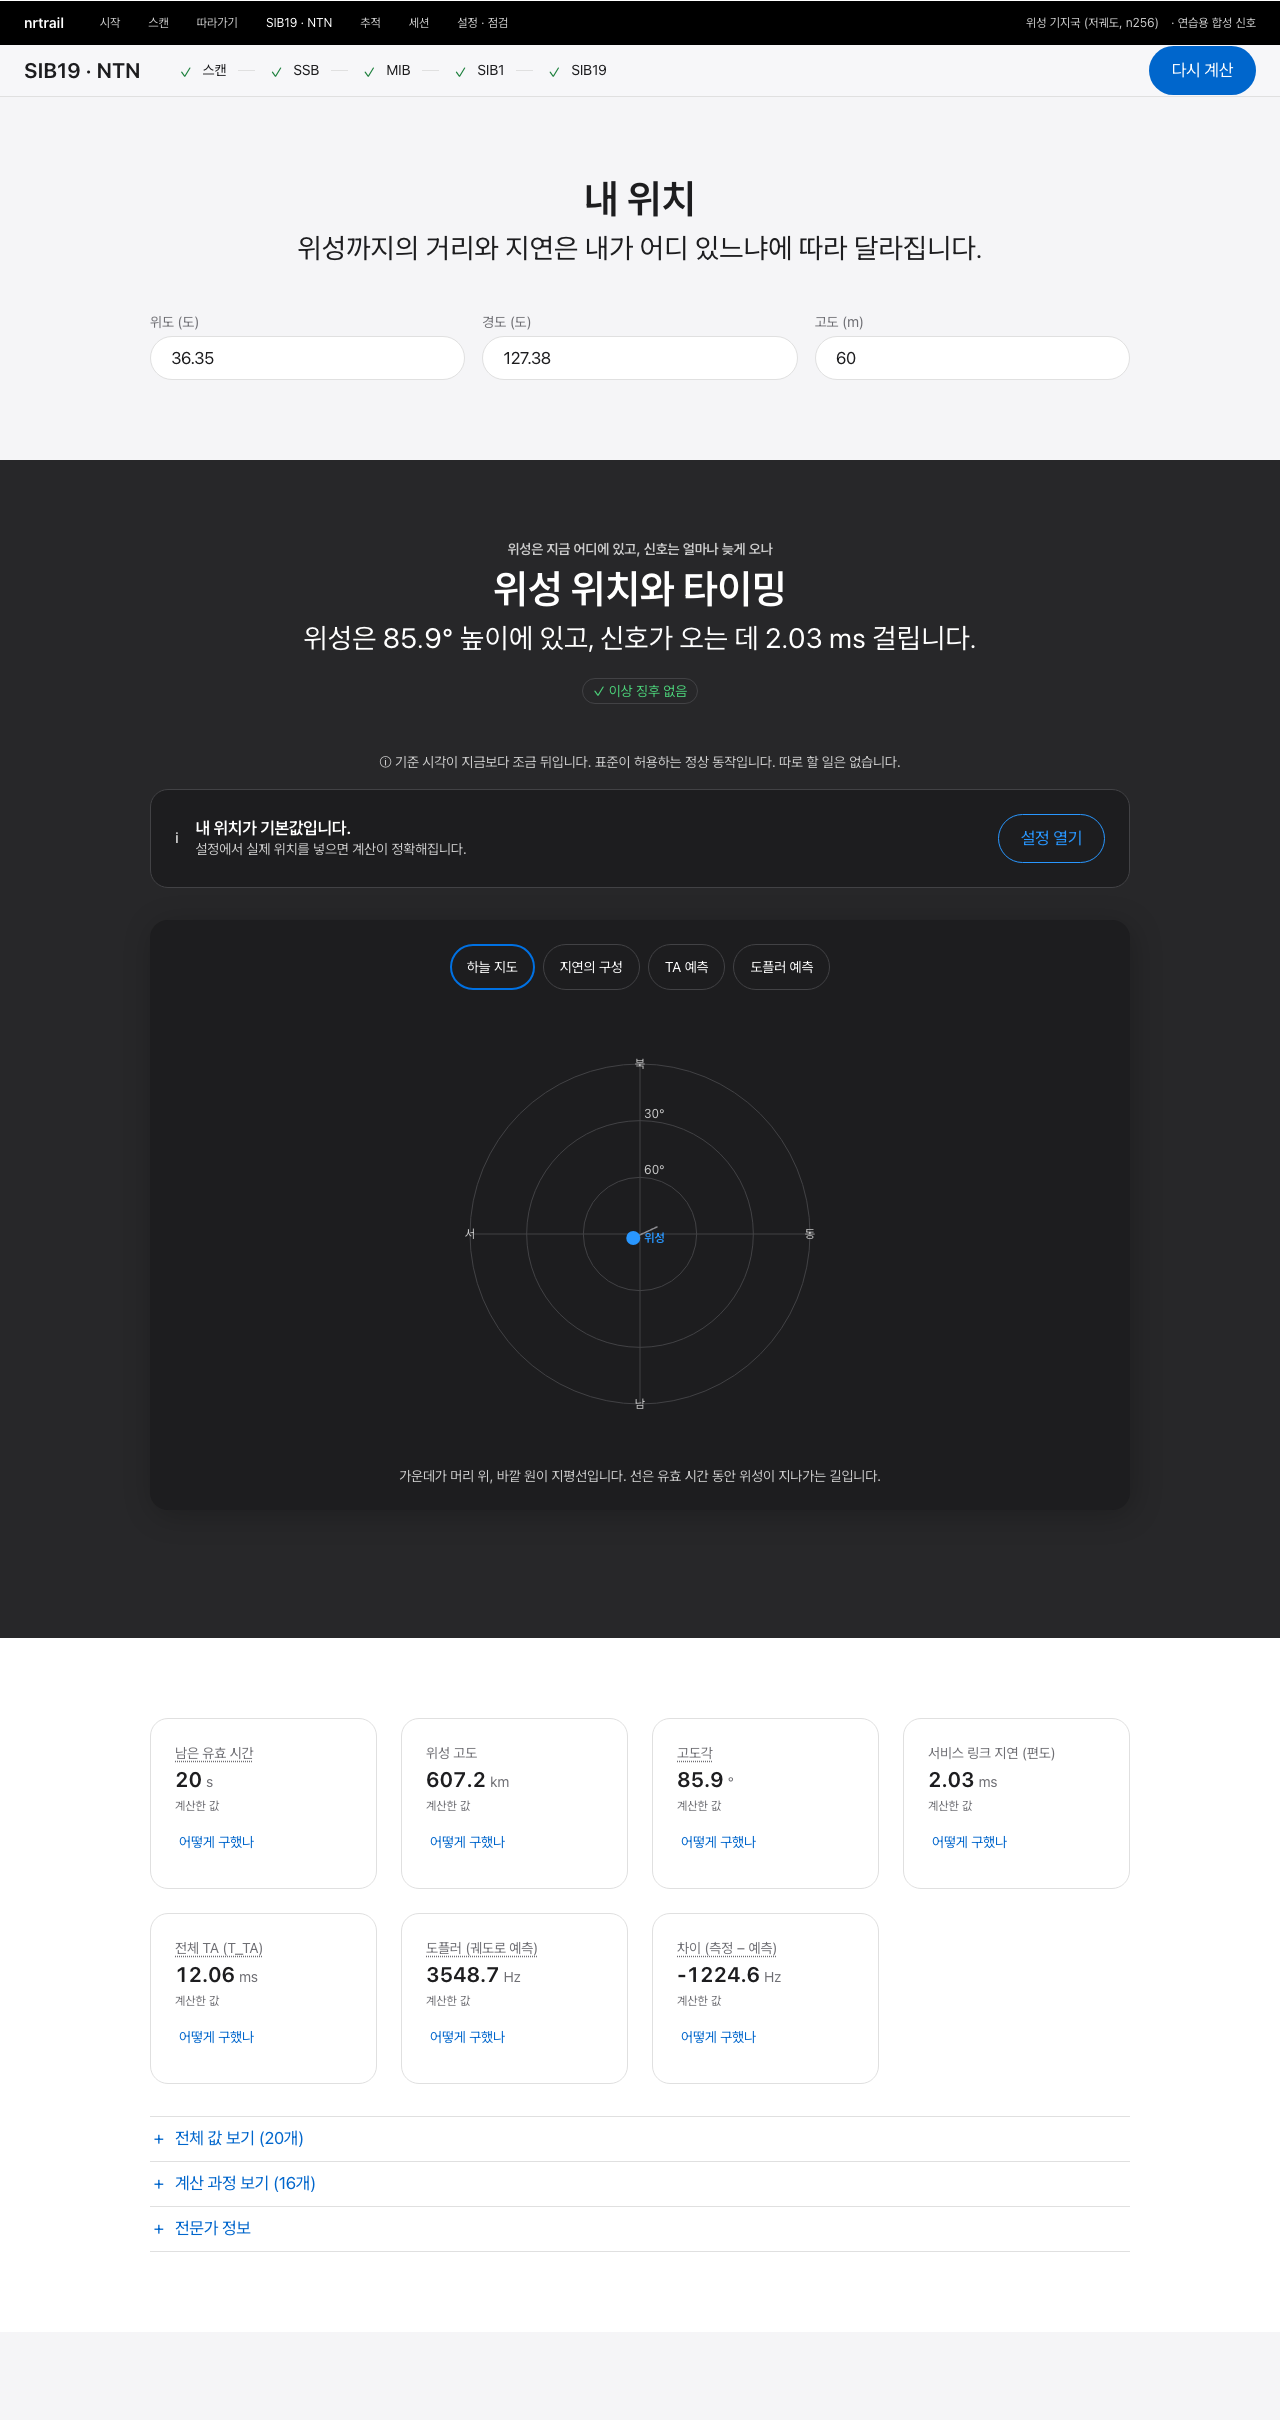 nrtrail 시작 스캔 따라가기 SIB19 · NTN 추적 세션 설정 · 점검 위성 기지국 (저궤도, n256) · 연습용 합성 신호
SIB19 · NTN ✓ 스캔 ✓ SSB ✓ MIB ✓ SIB1 ✓ SIB19 다시 계산
내 위치
위성까지의 거리와 지연은 내가 어디 있느냐에 따라 달라집니다.
위도 (도) 경도 (도) 고도 (m)
36.35 127.38 60
위성은 지금 어디에 있고, 신호는 얼마나 늦게 오나
위성 위치와 타이밍
위성은 85.9° 높이에 있고, 신호가 오는 데 2.03 ms 걸립니다.
✓ 이상 징후 없음
ⓘ 기준 시각이 지금보다 조금 뒤입니다. 표준이 허용하는 정상 동작입니다. 따로 할 일은 없습니다.
i 내 위치가 기본값입니다.
설정에서 실제 위치를 넣으면 계산이 정확해집니다.
설정 열기
하늘 지도 지연의 구성 TA 예측 도플러 예측
북
30°
60°
서 위성 동
남
가운데가 머리 위, 바깥 원이 지평선입니다. 선은 유효 시간 동안 위성이 지나가는 길입니다.
남은 유효 시간 위성 고도 고도각 서비스 링크 지연 (편도)
20 s 607.2 km 85.9 ° 2.03 ms
계산한 값 계산한 값 계산한 값 계산한 값
어떻게 구했나 어떻게 구했나 어떻게 구했나 어떻게 구했나
전체 TA (T_TA) 도플러 (궤도로 예측) 차이 (측정 − 예측)
12.06 ms 3548.7 Hz -1224.6 Hz
계산한 값 계산한 값 계산한 값
어떻게 구했나 어떻게 구했나 어떻게 구했나
+ 전체 값 보기 (20개)
+ 계산 과정 보기 (16개)
+ 전문가 정보